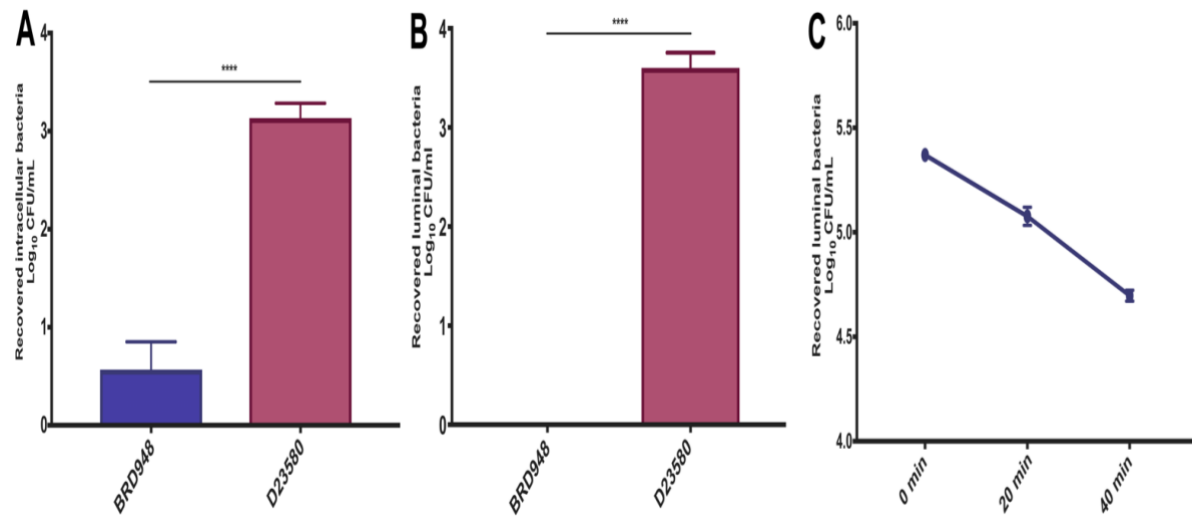 A
Recovered intracellular bacteria
Log₁₀ CFU/mL
4
3
2
1
0
****
BRD948
D23580
B
Recovered luminal bacteria
Log₁₀ CFU/ml
4
3
2
1
0
****
BRD948
D23580
C
Recovered luminal bacteria
Log₁₀ CFU/mL
6.0
5.5
5.0
4.5
4.0
0 min
20 min
40 min